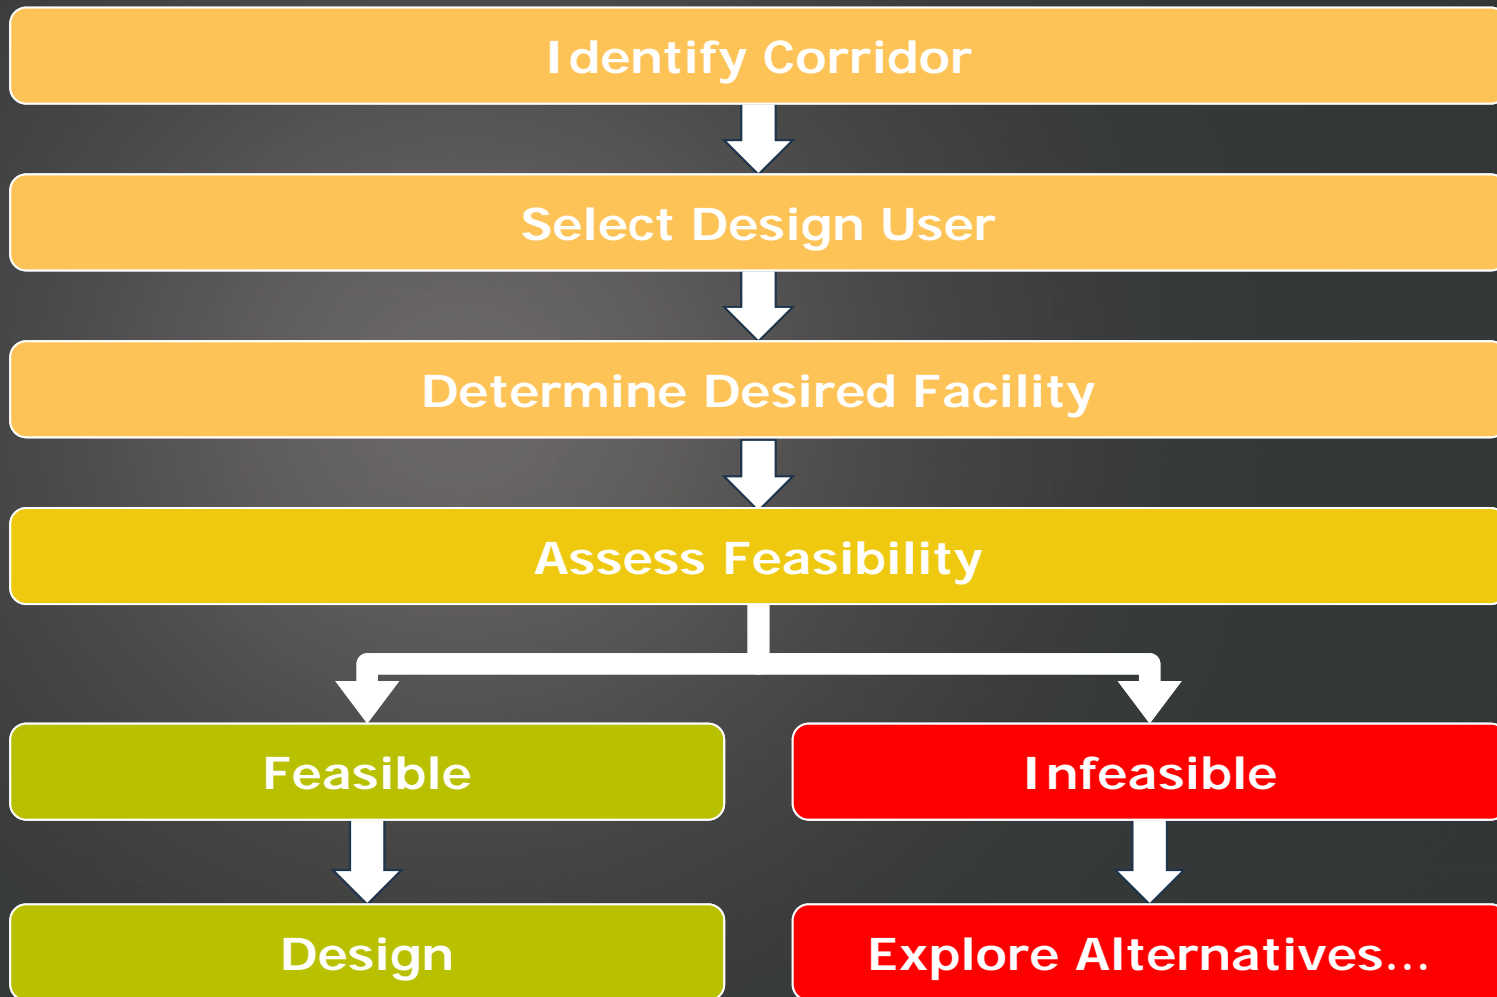 Identify Corridor
Select Design User
Determine Desired Facility
Assess Feasibility
Feasible
Infeasible
Design
Explore Alternatives…